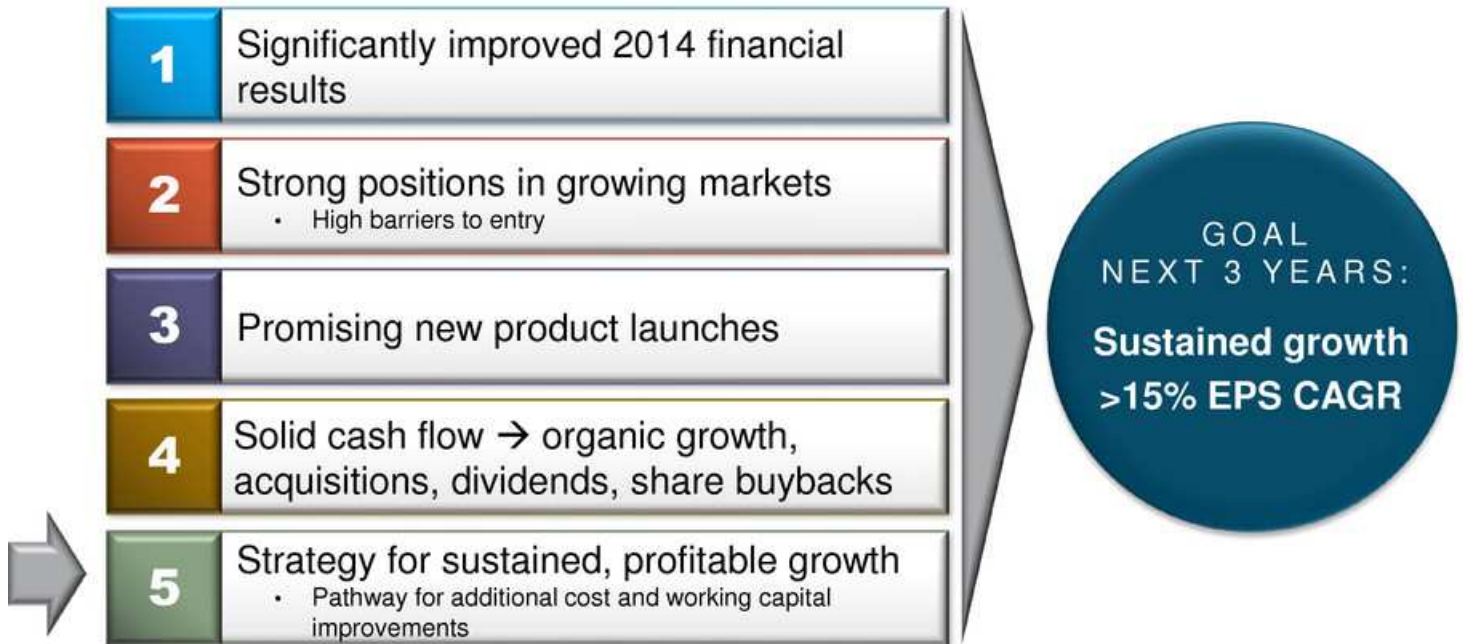 1
Significantly improved 2014 financial
results
2
Strong positions in growing markets
• High barriers to entry
3
Promising new product launches
4
Solid cash flow → organic growth,
acquisitions, dividends, share buybacks
5
Strategy for sustained, profitable growth
• Pathway for additional cost and working capital
improvements
GOAL
NEXT 3 YEARS:
Sustained growth
>15% EPS CAGR